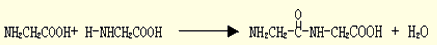 O
NH₂CH₂COOH + H-NHCH₂COOH ⟶ NH₂CH₂-C-NH-CH₂COOH + H₂O